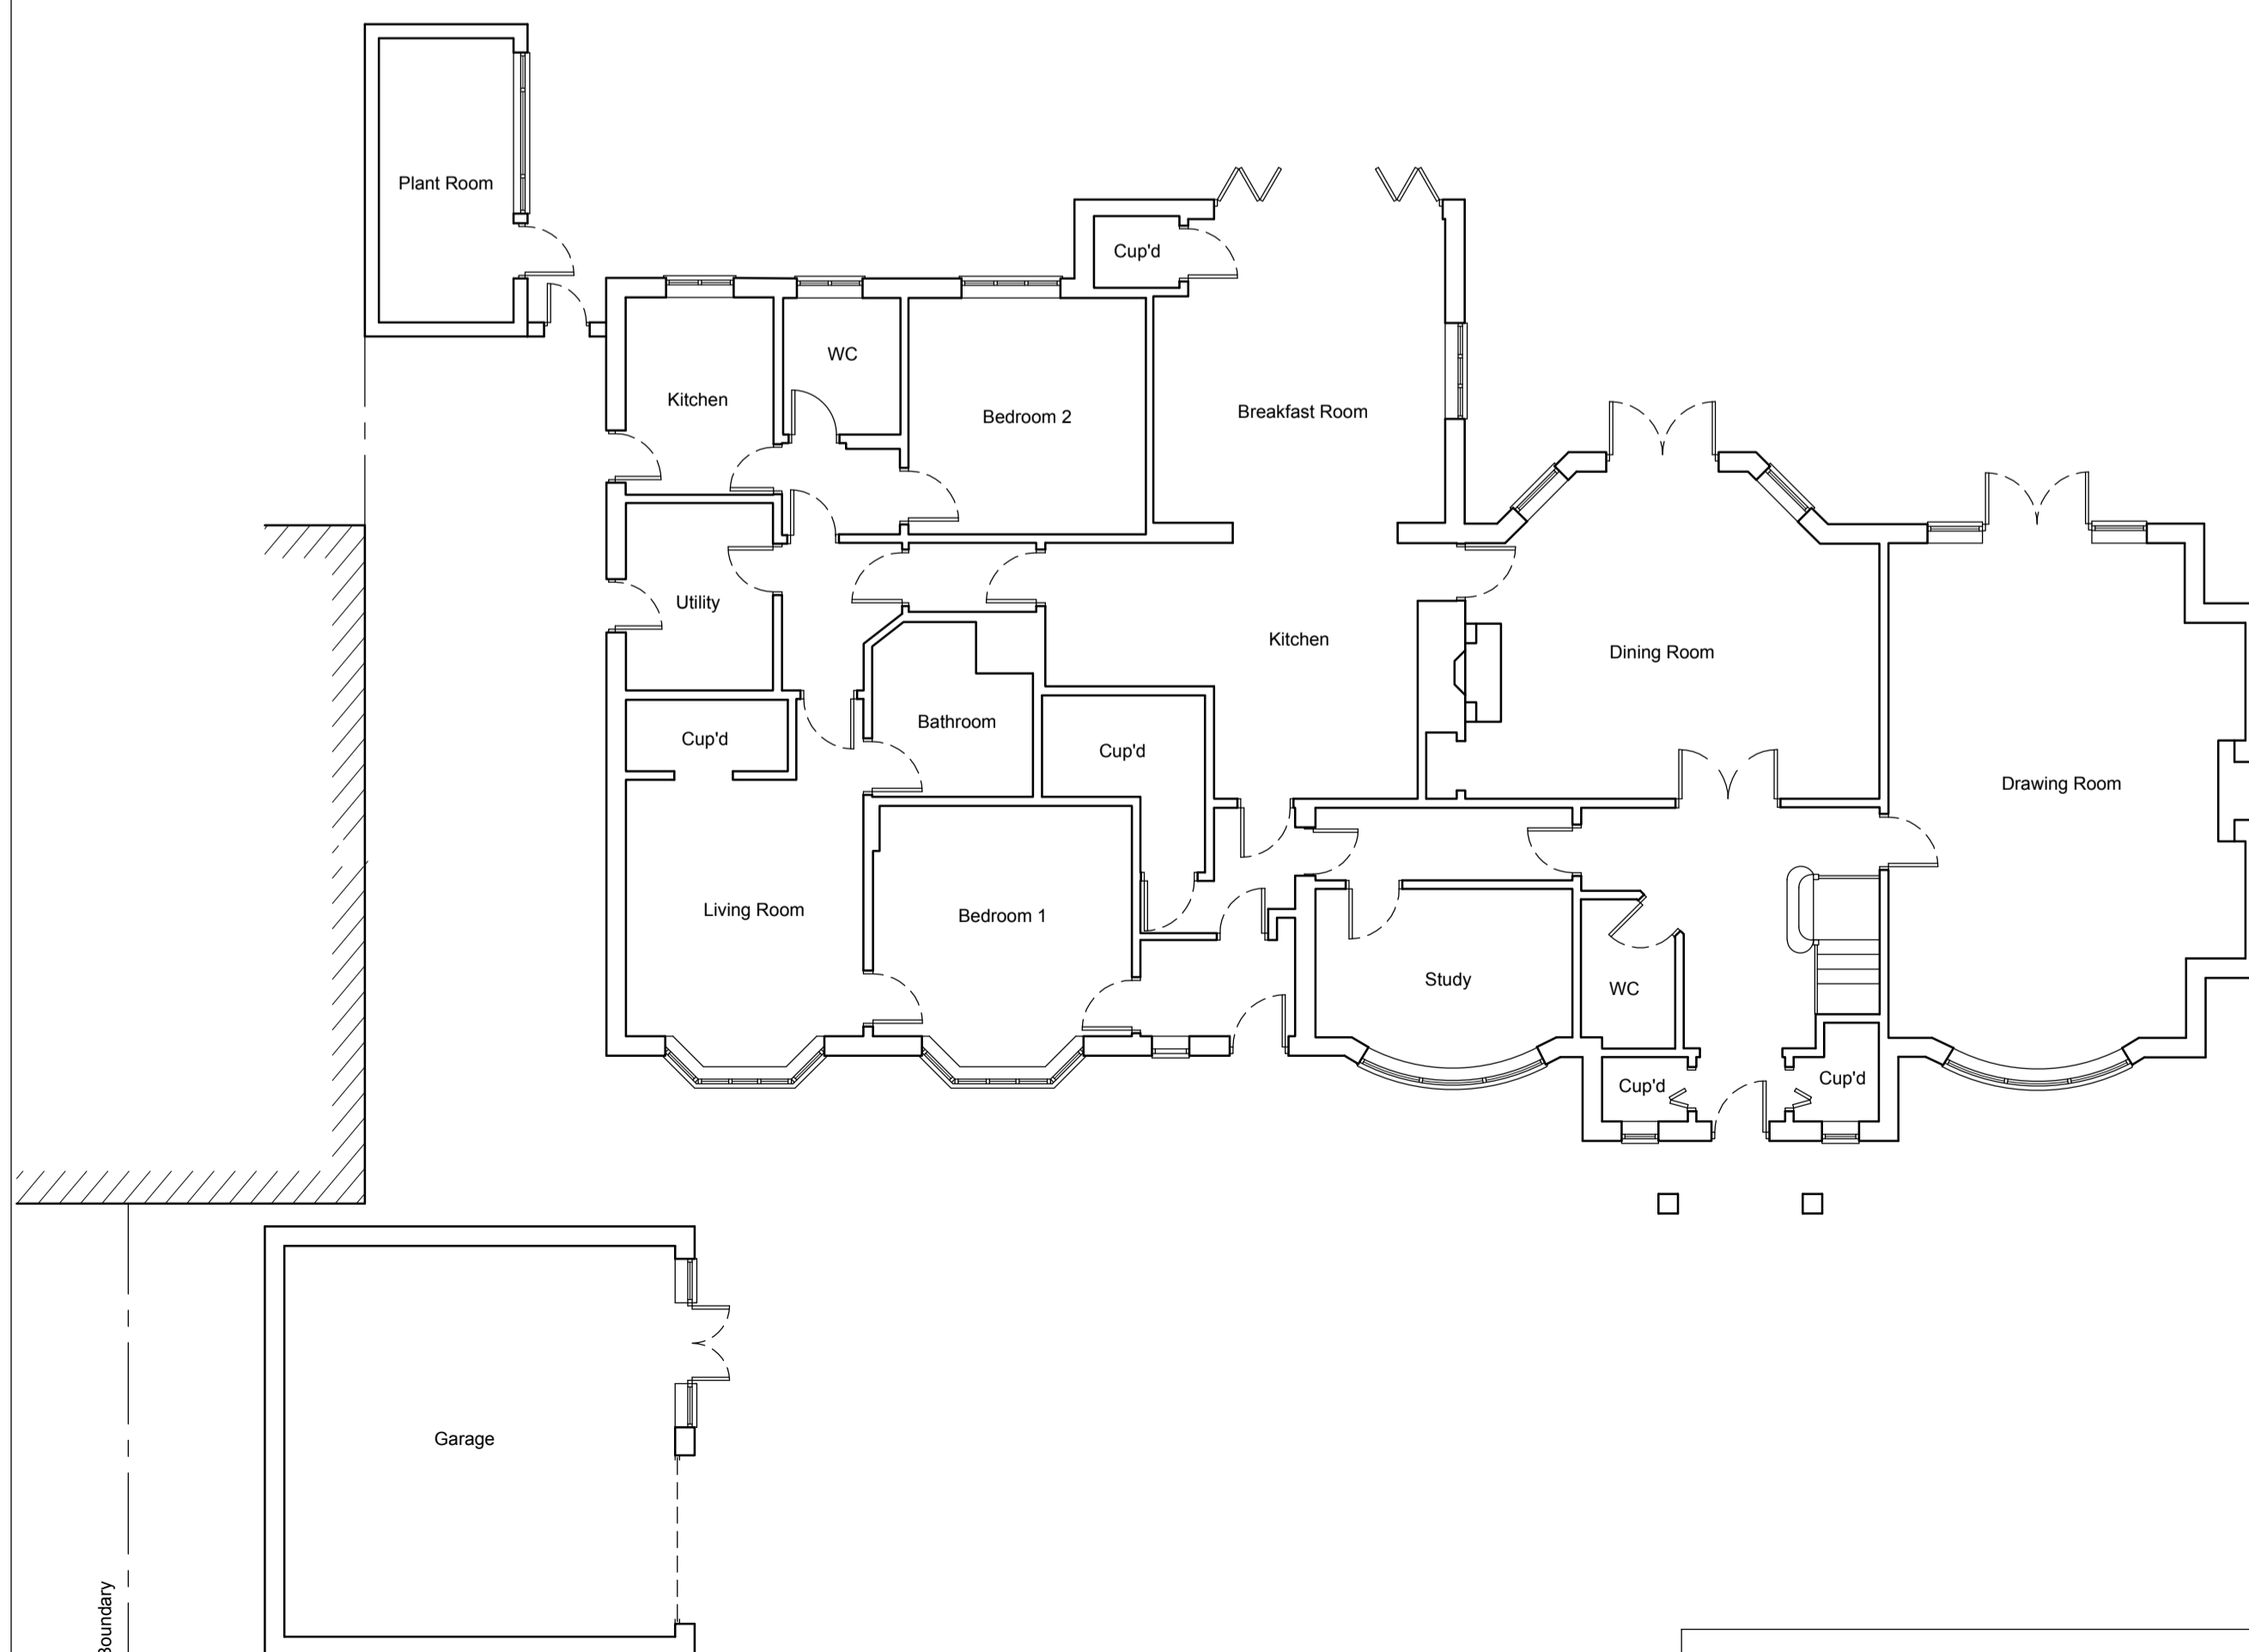 Plant Room
Cup'd
WC
Kitchen
Breakfast Room
Bedroom 2
Utility
Kitchen
Dining Room
Bathroom
Cup'd
Cup'd
Drawing Room
Living Room
Bedroom 1
Study
WC
Cup'd
Cup'd
Garage
Boundary